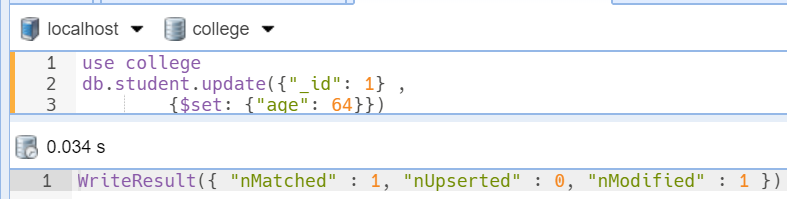 localhost college
1 use college
2 db.student.update({"_id": 1} ,
3 {$set: {"age": 64}})
0.034 s
1 WriteResult({ "nMatched" : 1, "nUpserted" : 0, "nModified" : 1 })